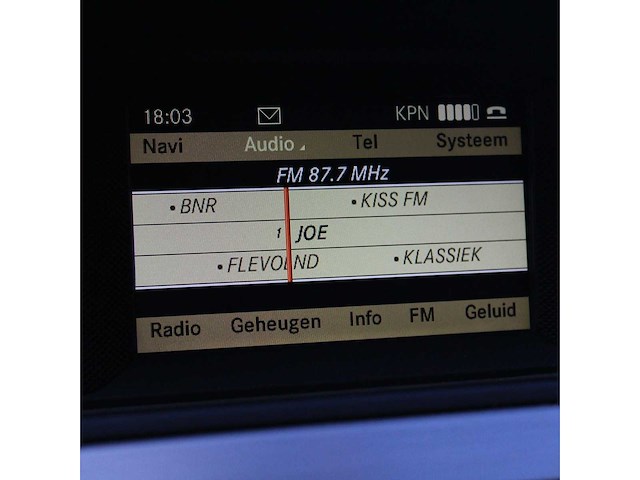 18:03 KPN
Navi Audio Tel Systeem
FM 87.7 MHz
•BNR •KISS FM
1 JOE
•FLEVOLND •KLASSIEK
Radio Geheugen Info FM Geluid